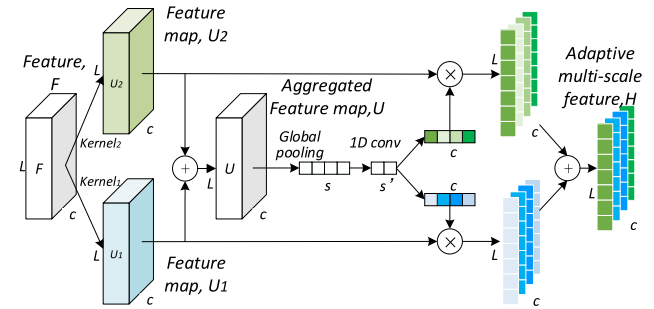 Feature
map, U2
Feature,
F
L
U2
c
Kernel2
Kernel1
L
F
c
L
U1
c
Feature
map, U1
Aggregated
Feature map,U
L
U
c
Global
pooling
s
1D conv
s’
c
c
L
c
L
c
Adaptive
multi-scale
feature,H
L
c